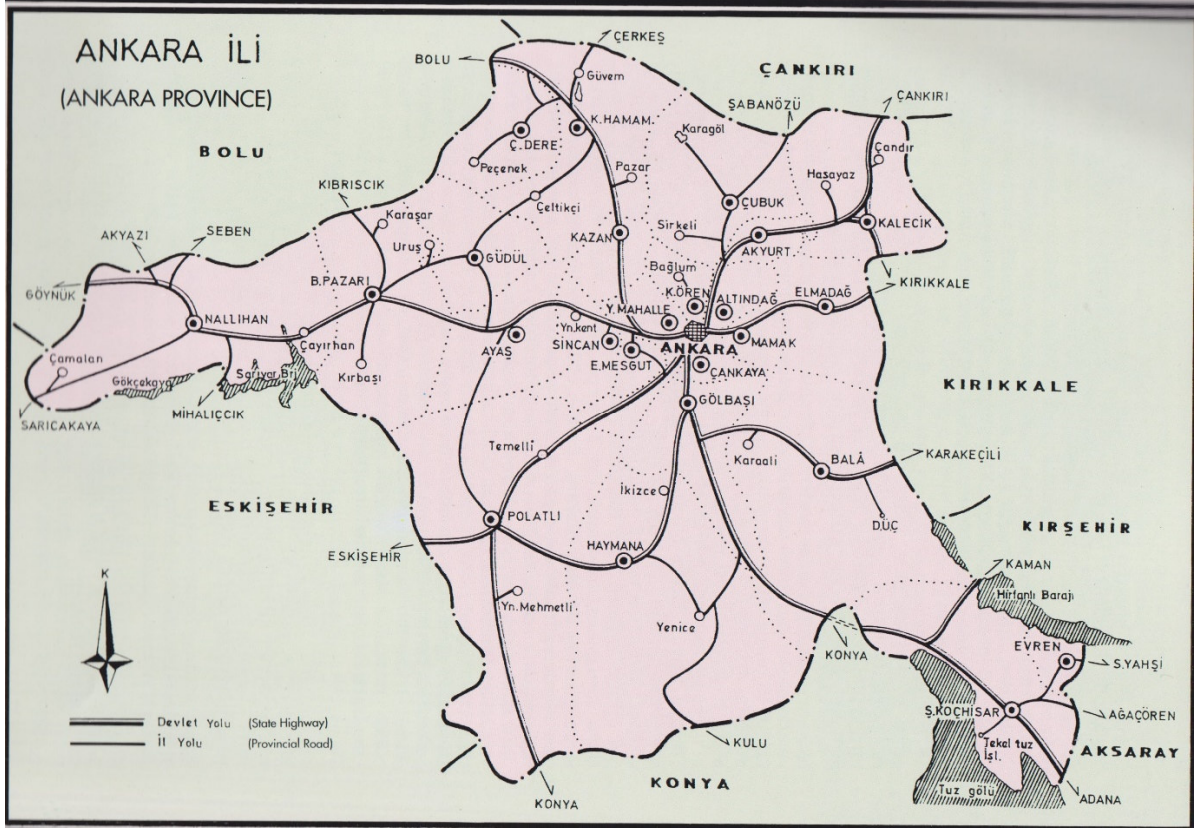 ANKARA İLİ
(ANKARA PROVINCE)
BOLU
ÇERKEŞ
Güvem
ÇANKIRI
ÇANKIRI
BOLU
K.HAMAM.
Ç.DERE
Peçenek
ŞABANÖZÜ
Karagöl
Pazar
Hasayaz
Çandır
KIBRISCIK
Karaşar
Uruş
Çeltikçi
KAZAN
ÇUBUK
Sirkeli
AKYURT
KALECİK
AKYAZI
SEBEN
GÖYNÜK
B.PAZARI
GÜDÜL
Bağlum
K.ÖREN
ALTINDAĞ
ELMADAĞ
KIRIKKALE
NALLIHAN
Çayırhan
AYAŞ
Yn.kent
SİNCAN
Y.MAHALLE
E.MESGUT
ANKARA
MAMAK
ÇANKAYA
Çamalan
Gökçekaya
Sarıyar Brj
Kırbaşı
KIRIKKALE
SARICAKAYA
MİHALIÇCIK
GÖLBAŞI
Temelli
Karaali
BALÂ
KARAKEÇİLİ
İkizce
ESKİŞEHİR
POLATLI
D.Ü.Ç
KIRŞEHİR
ESKİŞEHİR
HAYMANA
KAMAN
Hirfanlı Barajı
K
Yn. Mehmetli
Yenice
KONYA
EVREN
S.YAHŞİ
Ş.KOÇHİSAR
AĞAÇÖREN
Devlet Yolu (State Highway)
İl Yolu (Provincial Road)
KULU
Tekel tuz
İşl.
AKSARAY
KONYA
KONYA
Tuz gölü
ADANA